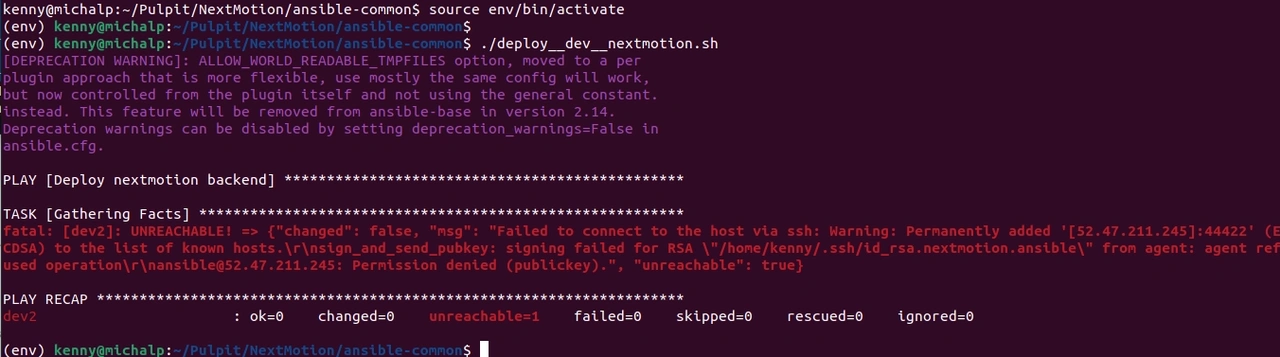 kenny@michalp:~/Pulpit/NextMotion/ansible-common$ source env/bin/activate
(env) kenny@michalp:~/Pulpit/NextMotion/ansible-common$
(env) kenny@michalp:~/Pulpit/NextMotion/ansible-common$ ./deploy__dev__nextmotion.sh
[DEPRECATION WARNING]: ALLOW_WORLD_READABLE_TMPFILES option, moved to a per
plugin approach that is more flexible, use mostly the same config will work,
but now controlled from the plugin itself and not using the general constant.
instead. This feature will be removed from ansible-base in version 2.14.
Deprecation warnings can be disabled by setting deprecation_warnings=False in
ansible.cfg.
PLAY [Deploy nextmotion backend] ***********************************************
TASK [Gathering Facts] *********************************************************
fatal: [dev2]: UNREACHABLE! => {"changed": false, "msg": "Failed to connect to the host via ssh: Warning: Permanently added '[52.47.211.245]:44422' (E
CDSA) to the list of known hosts.\r\nsign_and_send_pubkey: signing failed for RSA \"/home/kenny/.ssh/id_rsa.nextmotion.ansible\" from agent: agent ref
used operation\r\nansible@52.47.211.245: Permission denied (publickey).", "unreachable": true}
PLAY RECAP *********************************************************************
dev2 : ok=0 changed=0 unreachable=1 failed=0 skipped=0 rescued=0 ignored=0
(env) kenny@michalp:~/Pulpit/NextMotion/ansible-common$